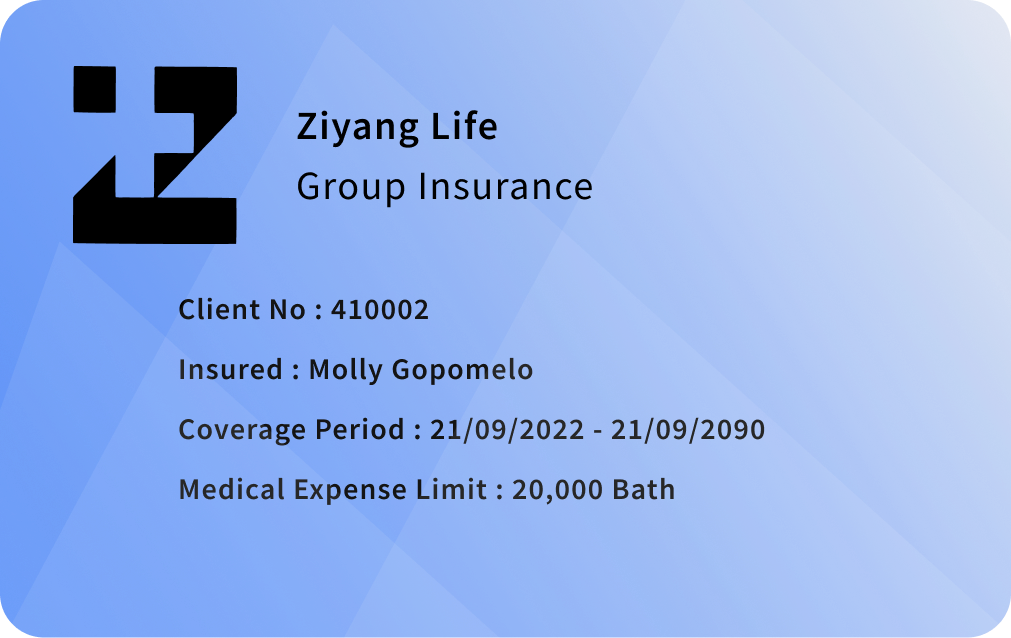 Ziyang Life
Group Insurance
Client No : 410002
Insured : Molly Gopomelo
Coverage Period : 21/09/2022 - 21/09/2090
Medical Expense Limit : 20,000 Bath